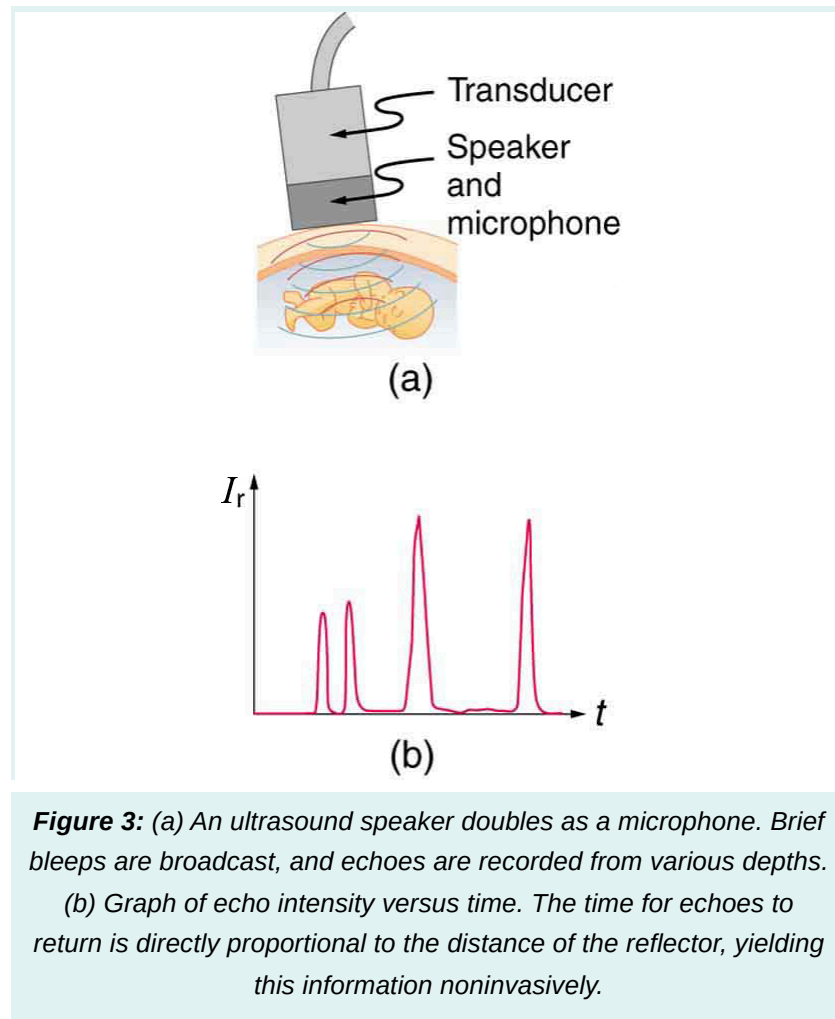 Transducer
Speaker
and
microphone
(a)
Ir
t
(b)
Figure 3: (a) An ultrasound speaker doubles as a microphone. Brief
bleeps are broadcast, and echoes are recorded from various depths.
(b) Graph of echo intensity versus time. The time for echoes to
return is directly proportional to the distance of the reflector, yielding
this information noninvasively.